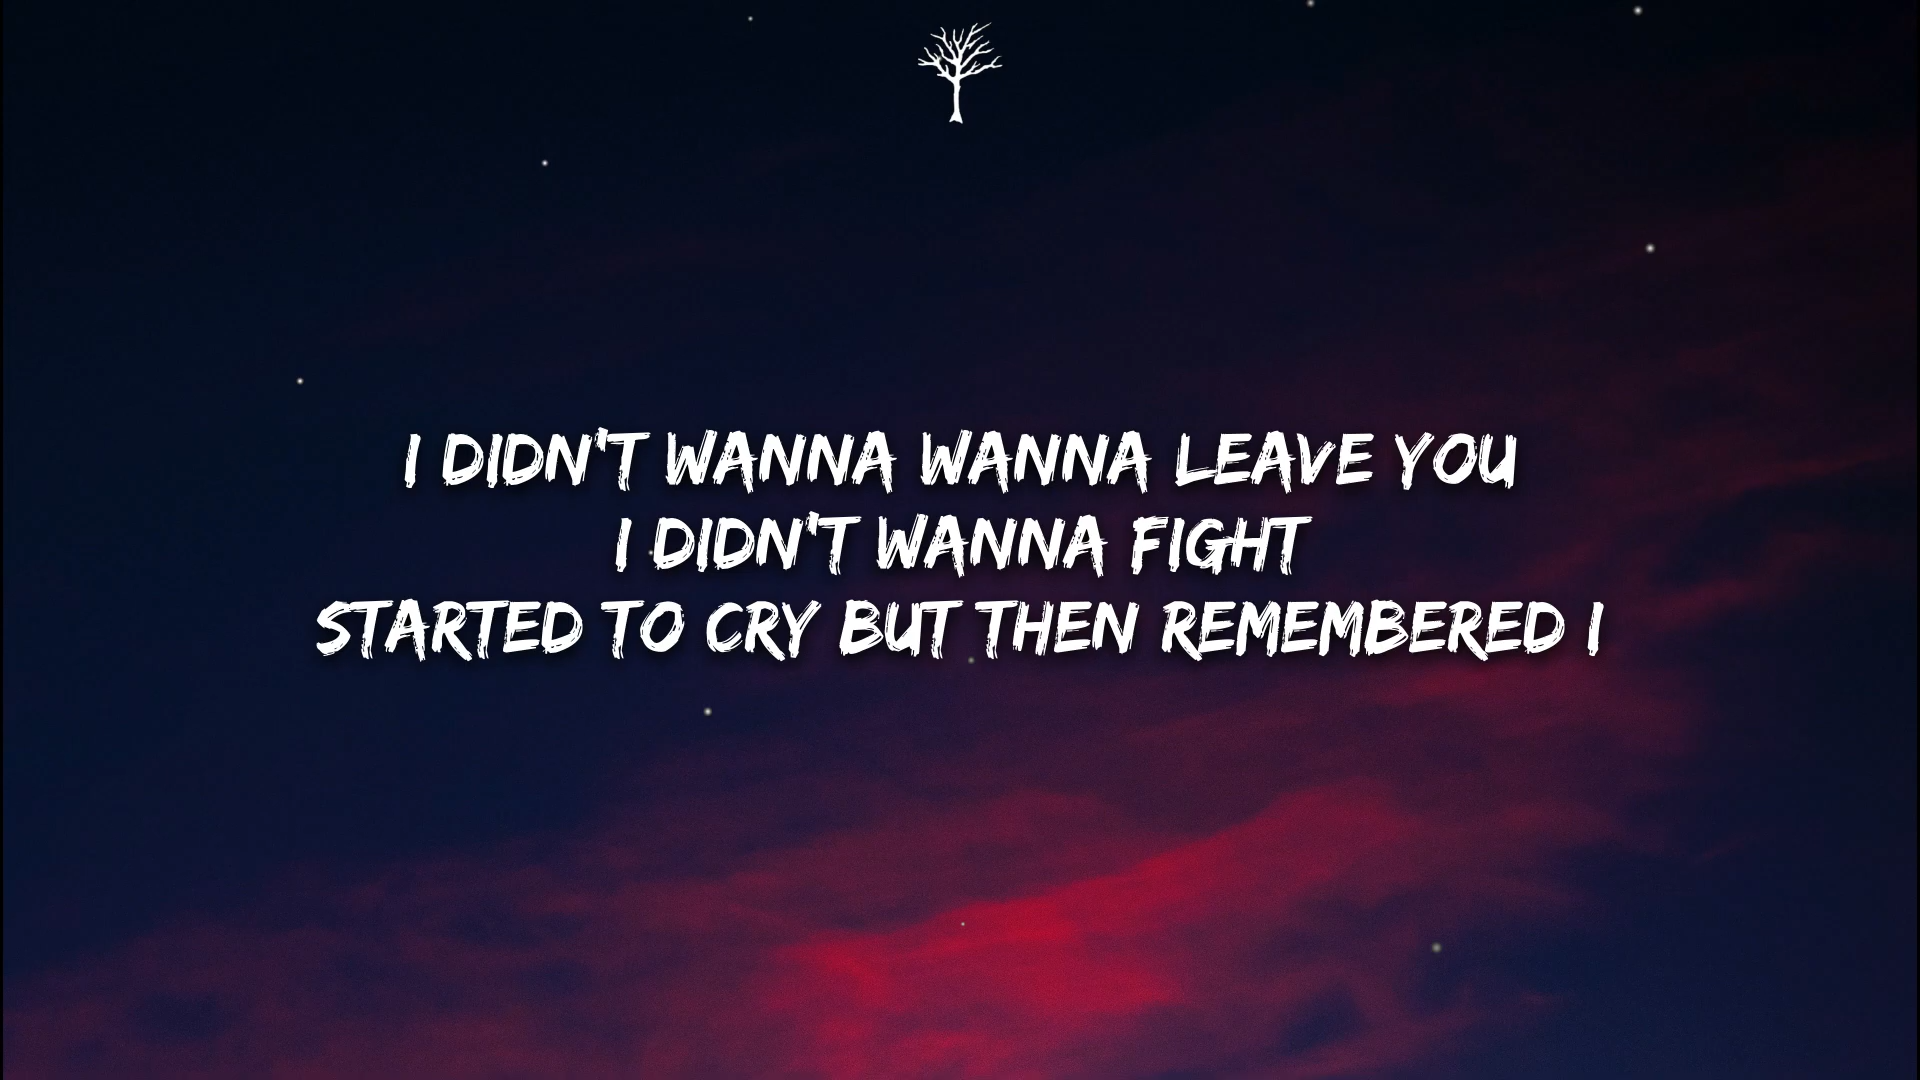 I DIDN'T WANNA WANNA LEAVE YOU
I DIDN'T WANNA FIGHT
STARTED TO CRY BUT THEN REMEMBERED I